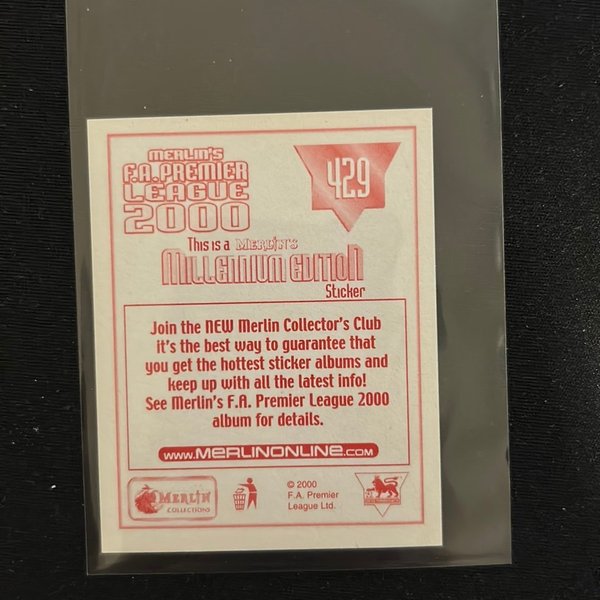 MERLIN'S
F.A. PREMIER
LEAGUE
2000
429
This is a MERLIN'S
MILLENNIUM EDITION
Sticker
Join the NEW Merlin Collector's Club
it's the best way to guarantee that
you get the hottest sticker albums and
keep up with all the latest info!
See Merlin's F.A. Premier League 2000
album for details.
www.MERLINONLINE.COM
MERLIN
COLLECTIONS
© 2000
F.A. Premier
League Ltd.